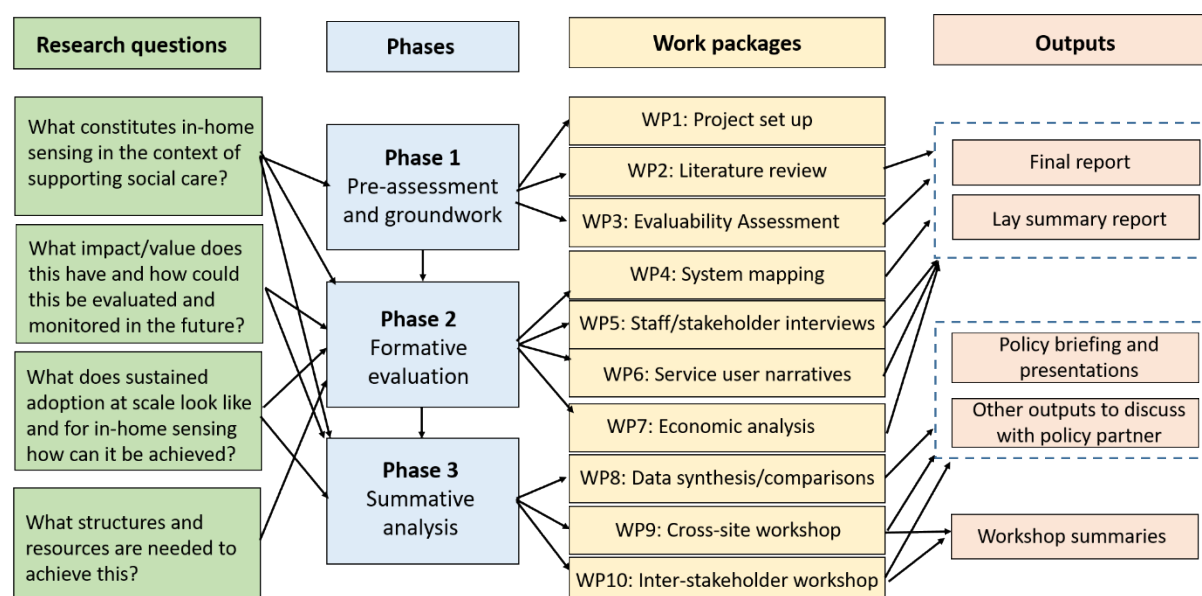 Research questions
Phases
Work packages
Outputs
What constitutes in-home
sensing in the context of
supporting social care?
What impact/value does
this have and how could
this be evaluated and
monitored in the future?
What does sustained
adoption at scale look like
and for in-home sensing
how can it be achieved?
What structures and
resources are needed to
achieve this?
Phase 1
Pre-assessment
and groundwork
Phase 2
Formative
evaluation
Phase 3
Summative
analysis
WP1: Project set up
WP2: Literature review
WP3: Evaluability Assessment
WP4: System mapping
WP5: Staff/stakeholder interviews
WP6: Service user narratives
WP7: Economic analysis
WP8: Data synthesis/comparisons
WP9: Cross-site workshop
WP10: Inter-stakeholder workshop
Final report
Lay summary report
Policy briefing and
presentations
Other outputs to discuss
with policy partner
Workshop summaries